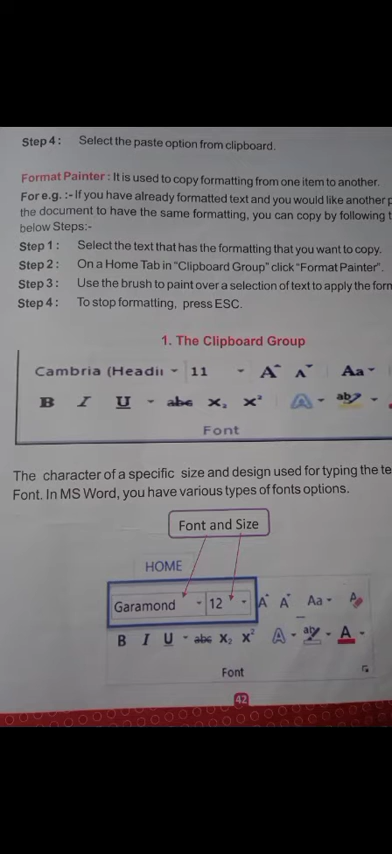 Step 4 : Select the paste option from clipboard.
Format Painter : It is used to copy formatting from one item to another.
For e.g. :- If you have already formatted text and you would like another
the document to have the same formatting, you can copy by following
below Steps:-
Step 1 : Select the text that has the formatting that you want to copy.
Step 2 : On a Home Tab in "Clipboard Group" click "Format Painter".
Step 3 : Use the brush to paint over a selection of text to apply the
Step 4 : To stop formatting, press ESC.
1. The Clipboard Group
Cambria (Headii 11 A A Aa
B I U abc X₂ X² A ab
Font
The character of a specific size and design used for typing the
Font. In MS Word, you have various types of fonts options.
Font and Size
HOME
Garamond 12 A A Aa A
B I U abc X₂ X² A ab A
Font
42